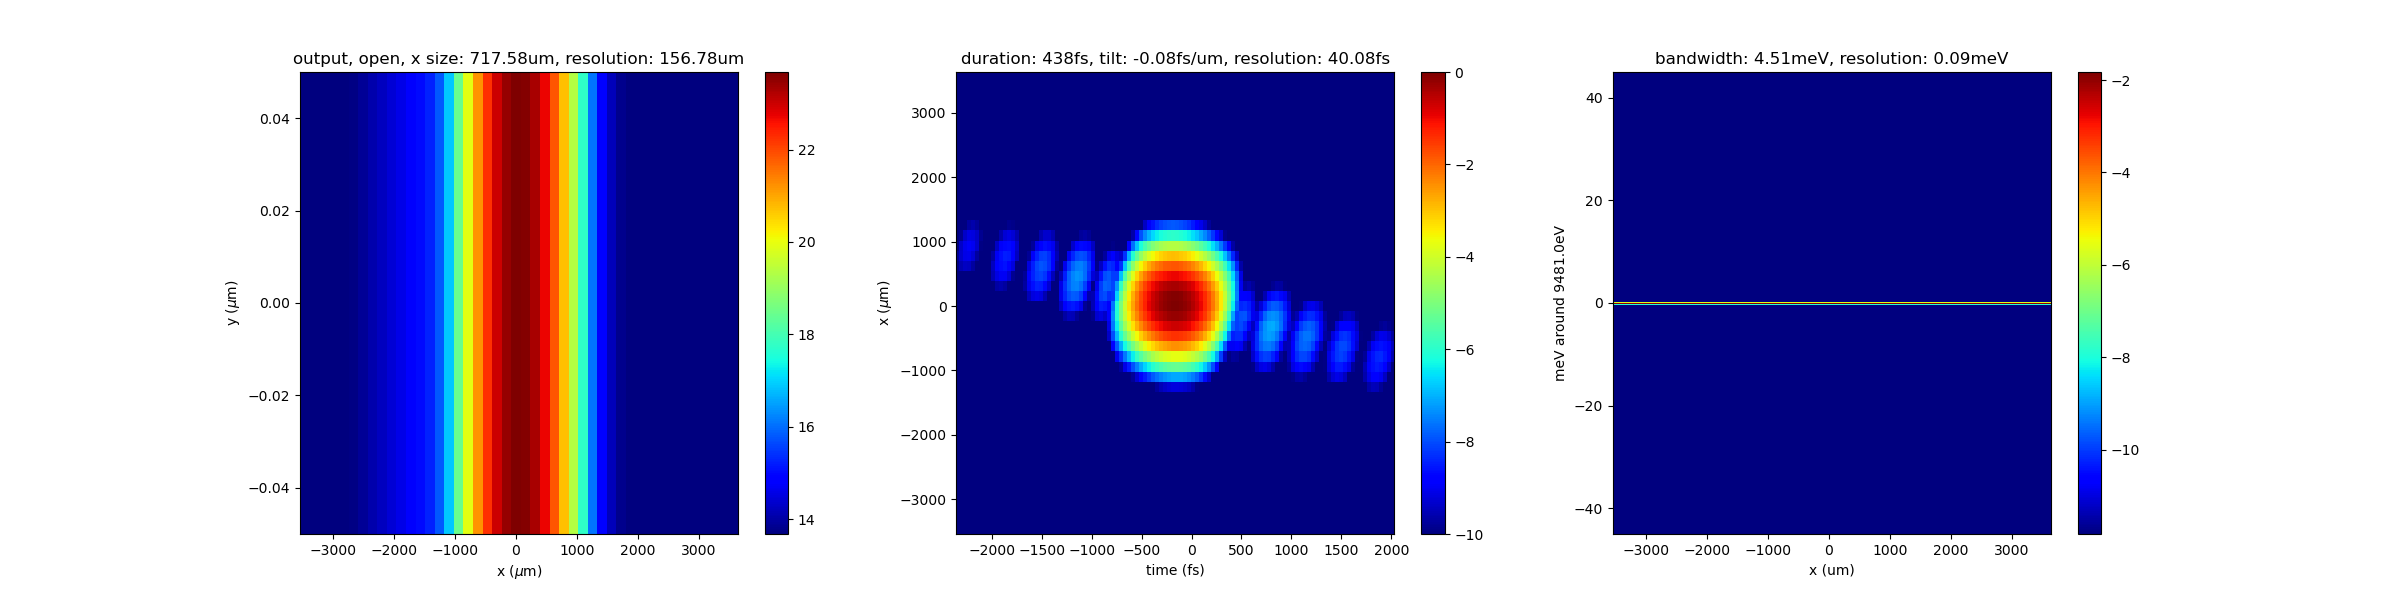 output, open, x size: 717.58um, resolution: 156.78um
0.04
0.02
0.00
−0.02
−0.04
y (μm)
−3000 −2000 −1000 0 1000 2000 3000
x (μm)
22
20
18
16
14
duration: 438fs, tilt: -0.08fs/um, resolution: 40.08fs
3000
2000
1000
0
−1000
−2000
−3000
x (μm)
−2000 −1500 −1000 −500 0 500 1000 1500 2000
time (fs)
0
−2
−4
−6
−8
−10
bandwidth: 4.51meV, resolution: 0.09meV
40
20
0
−20
−40
meV around 9481.0eV
−3000 −2000 −1000 0 1000 2000 3000
x (um)
−2
−4
−6
−8
−10